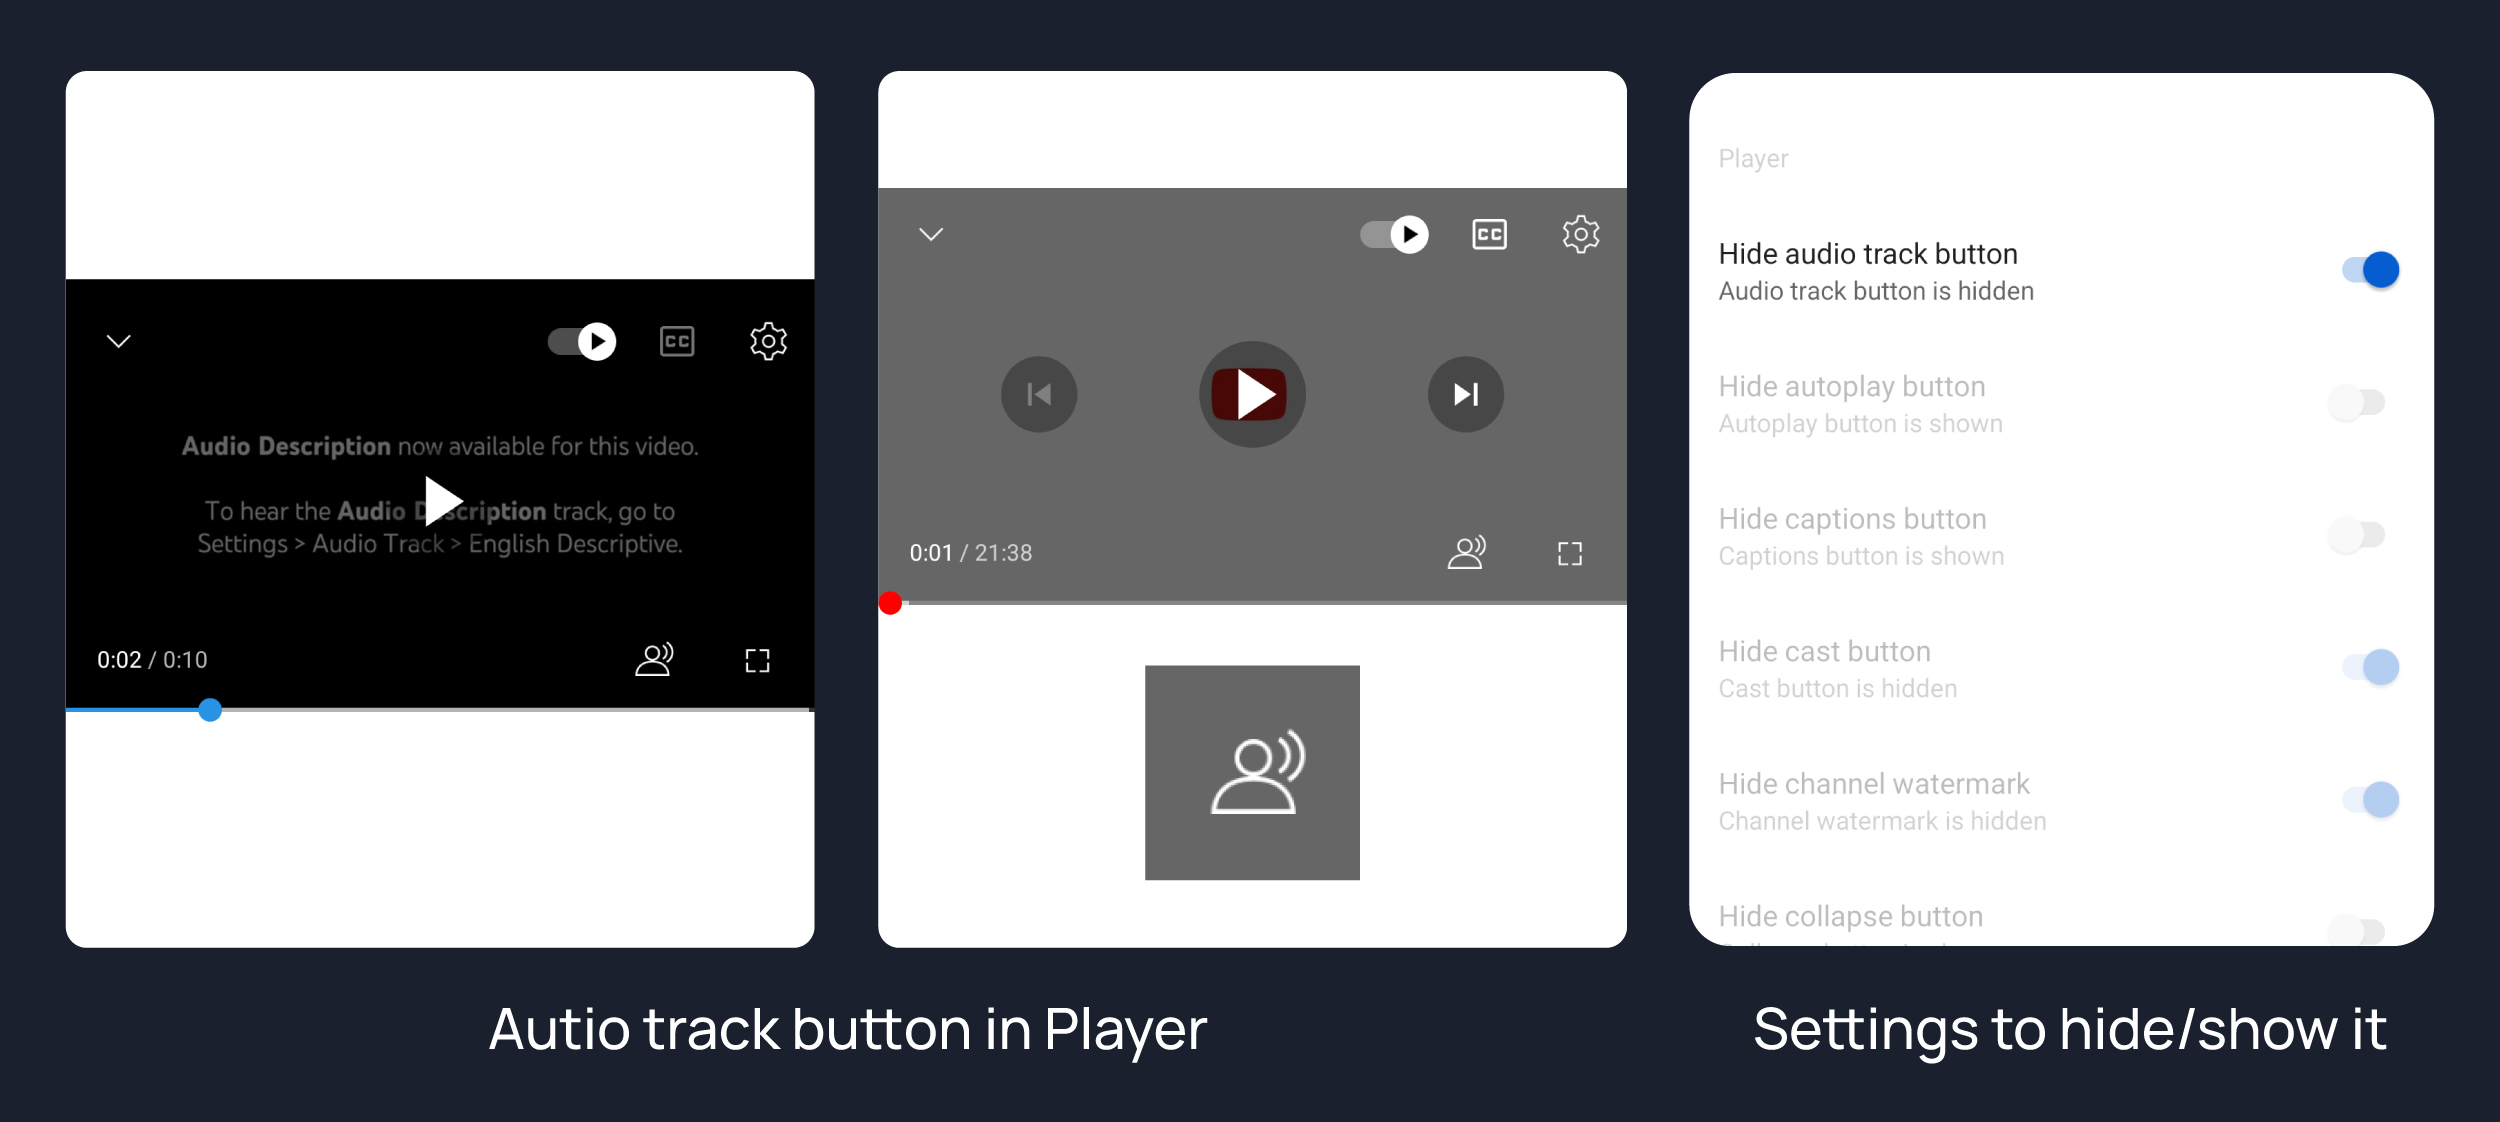 CC
Audio Description now available for this video.
To hear the Audio Description track, go to
Settings > Audio Track > English Descriptive.
0:02 / 0:10
CC
0:01 / 21:38
Player
Hide audio track button
Audio track button is hidden
Hide autoplay button
Autoplay button is shown
Hide captions button
Captions button is shown
Hide cast button
Cast button is hidden
Hide channel watermark
Channel watermark is hidden
Hide collapse button
Autio track button in Player
Settings to hide/show it